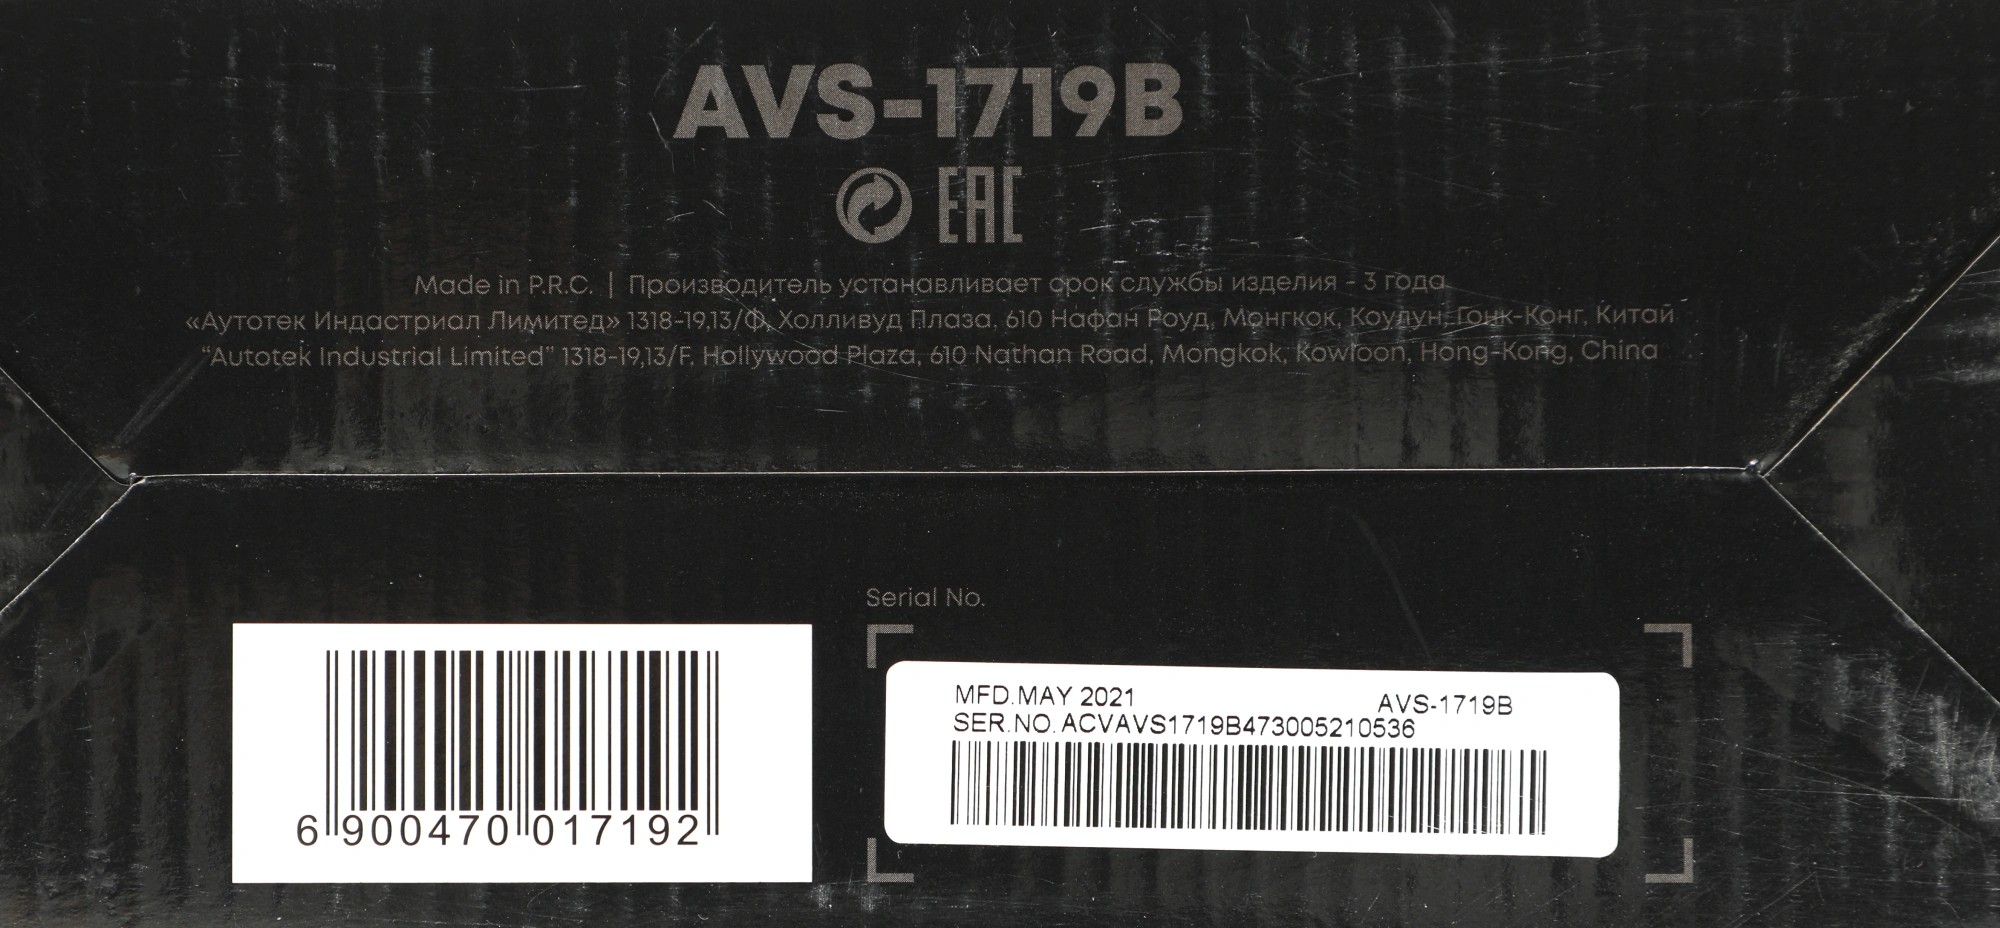 AVS-1719B
EAC
Made in P.R.C. | Производитель устанавливает срок службы изделия - 3 года
«Аутотек Индастриал Лимитед» 1318-19,13/Ф, Холливуд Плаза, 610 Нафан Роуд, Монгкок, Коулун, Гонк-Конг, Китай
“Autotek Industrial Limited” 1318-19,13/F. Hollywood Plaza, 610 Nathan Road, Mongkok, Kowloon, Hong-Kong, China
Serial No.
MFD.MAY 2021 AVS-1719B
SER.NO. ACVAVS1719B473005210536
6 900470 017192